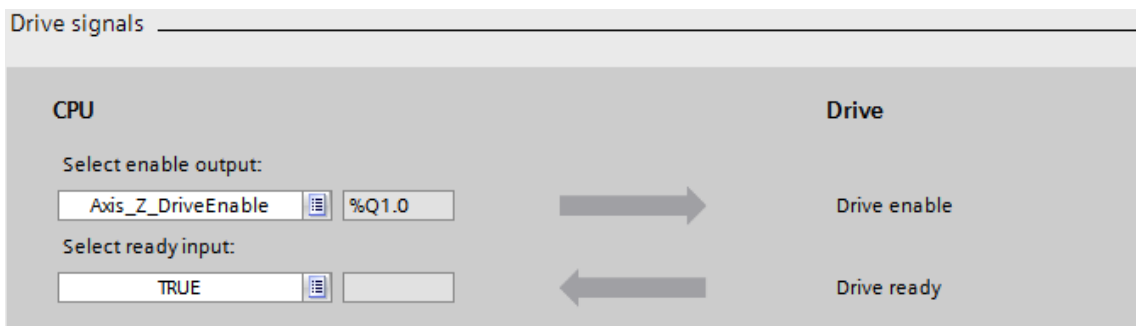 Drive signals
CPU Drive
Select enable output:
Axis_Z_DriveEnable %Q1.0 Drive enable
Select ready input:
TRUE Drive ready